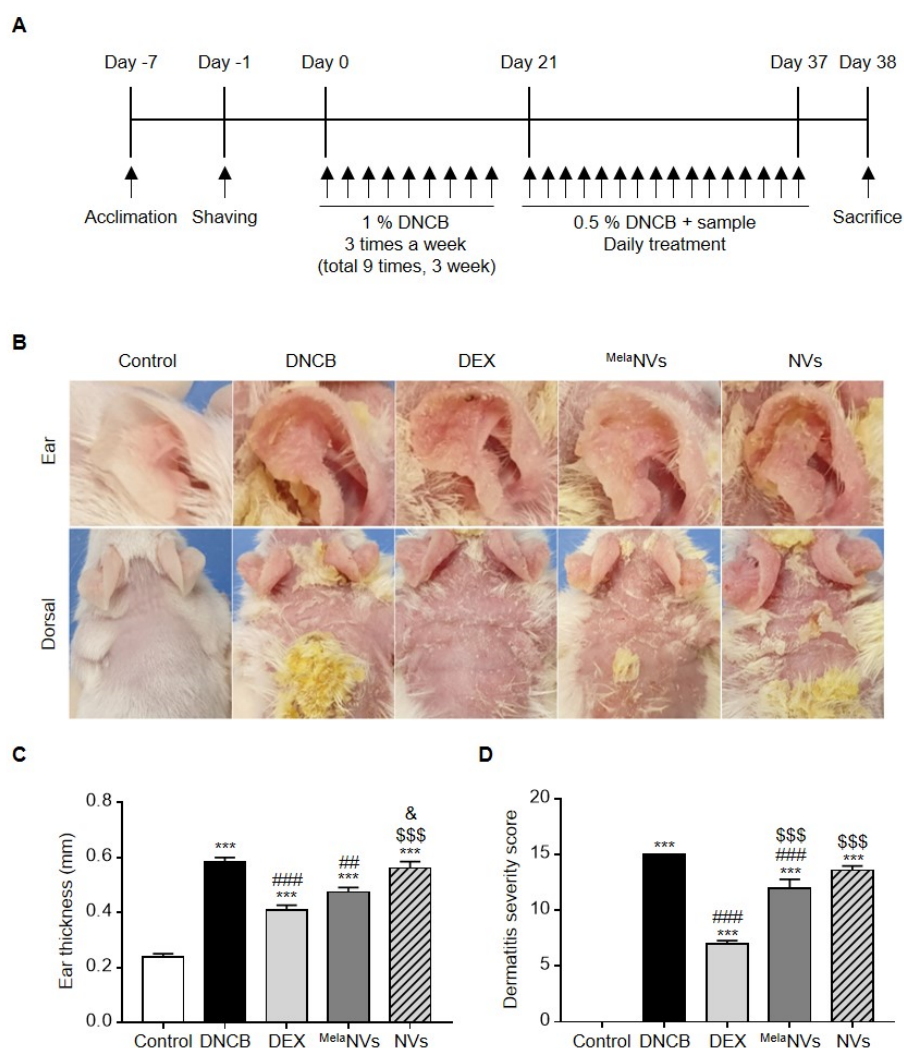 A
Day -7 Day -1 Day 0 Day 21 Day 37 Day 38
Acclimation Shaving 1 % DNCB 0.5 % DNCB + sample Sacrifice
3 times a week Daily treatment
(total 9 times, 3 week)
B
Control DNCB DEX MelaNVs NVs
Ear
Dorsal
C
Ear thickness (mm)
0.8
0.6
0.4
0.2
0.0
***
###
***
##
***
&
$$$
***
Control DNCB DEX MelaNVs NVs
D
Dermatitis severity score
20
15
10
5
0
***
###
***
$$$
###
***
$$$
***
Control DNCB DEX MelaNVs NVs